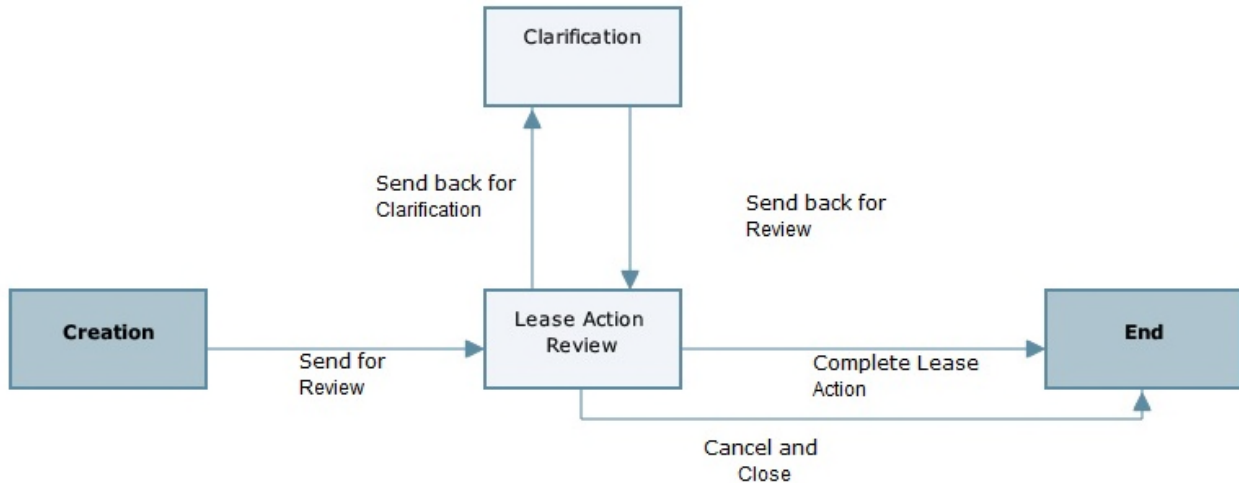 Clarification
Send back for
Clarification
Send back for
Review
Creation
Send for
Review
Lease Action
Review
Complete Lease
Action
End
Cancel and
Close